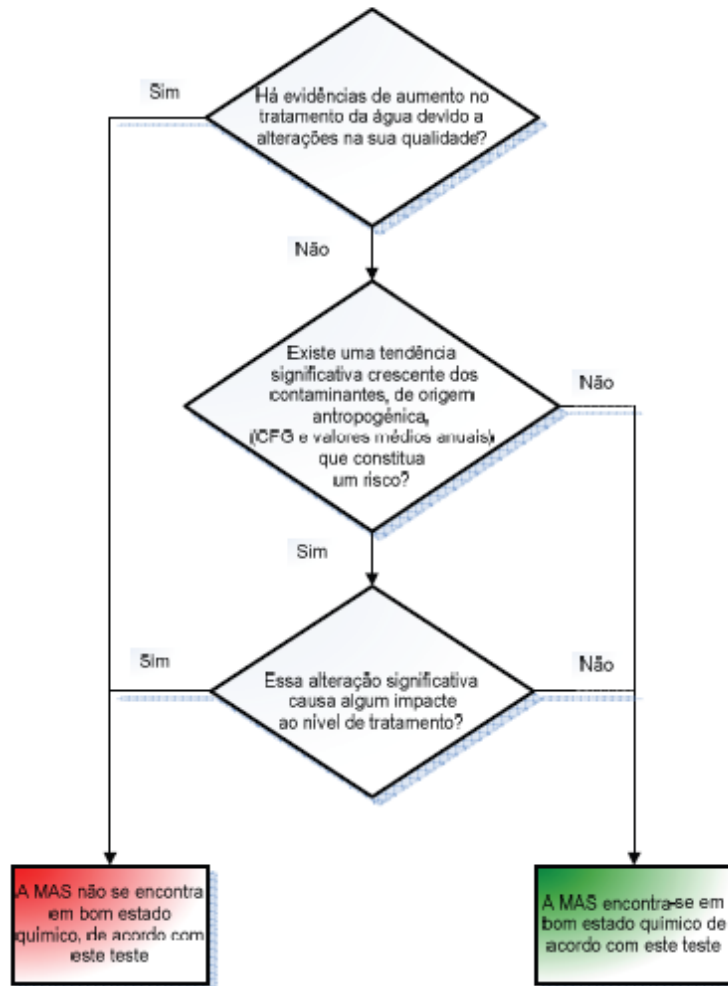 Sim
Há evidências de aumento no
tratamento da água devido a
alterações na sua qualidade?
Não
Existe uma tendência
significativa crescente dos
contaminantes, de origem
antropogénica,
(CFG e valores médios anuais)
que constitua
um risco?
Não
Sim
Sim
Essa alteração significativa
causa algum impacte
ao nível de tratamento?
Não
A MAS não se encontra
em bom estado
químico, de acordo com
este teste
A MAS encontra-se em
bom estado químico de
acordo com este teste